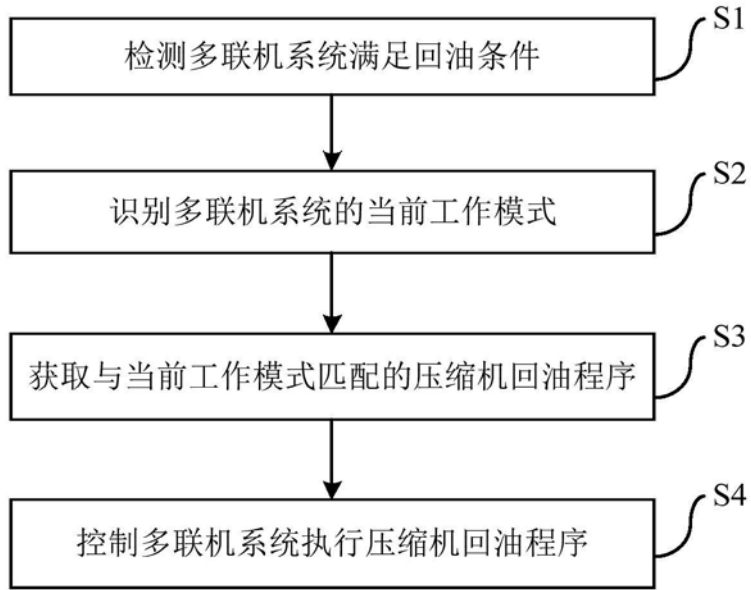 检测多联机系统满足回油条件
S1
识别多联机系统的当前工作模式
S2
获取与当前工作模式匹配的压缩机回油程序
S3
控制多联机系统执行压缩机回油程序
S4